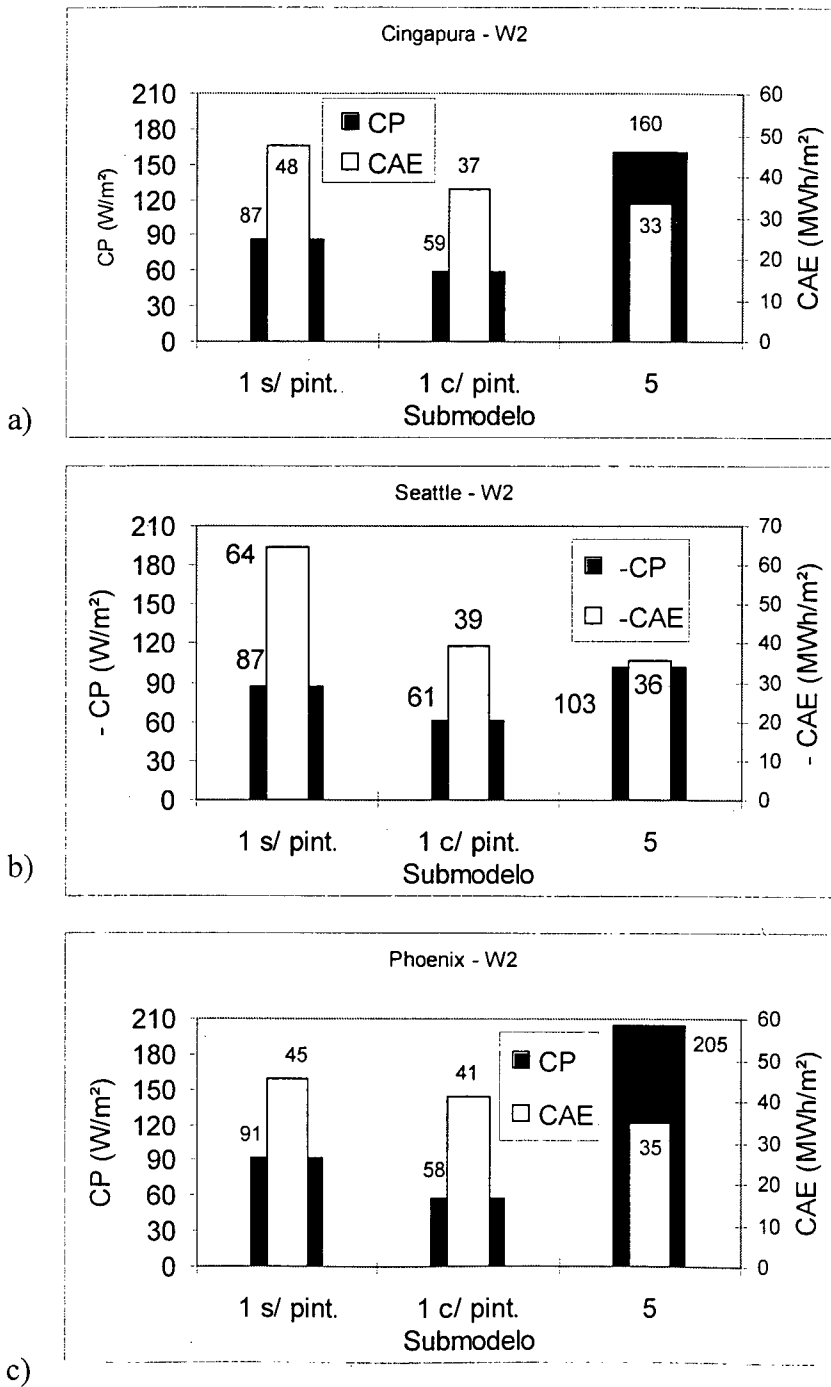 Cingapura - W2
CP (W/m²)
210
180
150
120
90
60
30
0
CP
CAE
87
48
59
37
160
33
60
50
40
30
20
10
0
CAE (MWh/m²)
1 s/ pint.
1 c/ pint.
5
Submodelo
a)
Seattle - W2
- CP (W/m²)
210
180
150
120
90
60
30
0
-CP
-CAE
64
87
61
39
103
36
70
60
50
40
30
20
10
0
- CAE (MWh/m²)
1 s/ pint.
1 c/ pint.
5
Submodelo
b)
Phoenix - W2
CP (W/m²)
210
180
150
120
90
60
30
0
CP
CAE
91
45
58
41
205
35
60
50
40
30
20
10
0
CAE (MWh/m²)
1 s/ pint.
1 c/ pint.
5
Submodelo
c)